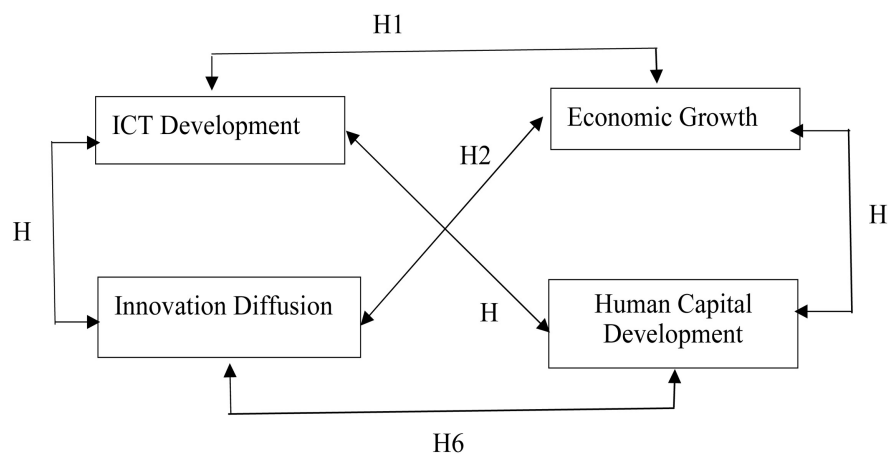 H1
ICT Development
Economic Growth
H2
H
H
Innovation Diffusion
Human Capital
Development
H
H6